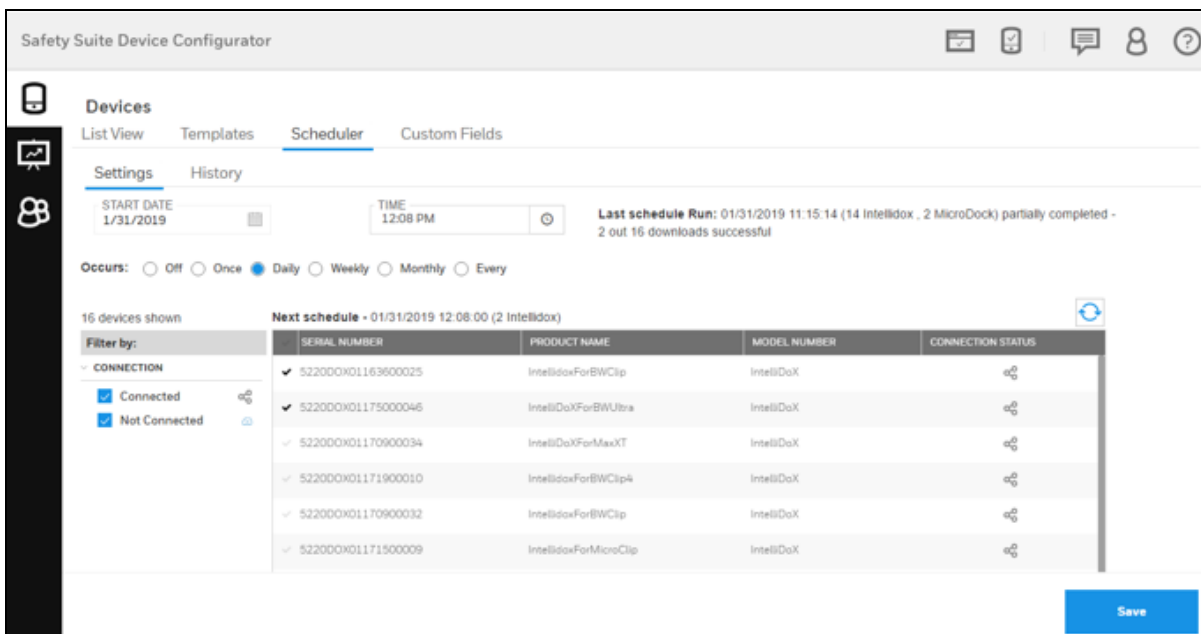 Safety Suite Device Configurator
Devices
List View Templates Scheduler Custom Fields
Settings History
START DATE
1/31/2019
TIME
12:08 PM
Last schedule Run: 01/31/2019 11:15:14 (14 Intellidox , 2 MicroDock) partially completed -
2 out 16 downloads successful
Occurs: Off Once Daily Weekly Monthly Every
16 devices shown
Next schedule - 01/31/2019 12:08:00 (2 Intellidox)
Filter by:
CONNECTION
Connected
Not Connected
SERIAL NUMBER PRODUCT NAME MODEL NUMBER CONNECTION STATUS
5220DOX01163600025 IntellidoxForBWClip IntelliDoX
5220DOX01175000046 IntelliDoXForBWUltra IntelliDoX
5220DOX01170900034 IntelliDoXForMaxXT IntelliDoX
5220DOX01171900010 IntellidoxForBWClip4 IntelliDoX
5220DOX01170900032 IntellidoxForBWClip IntelliDoX
5220DOX01171500009 IntellidoxForMicroClip IntelliDoX
Save